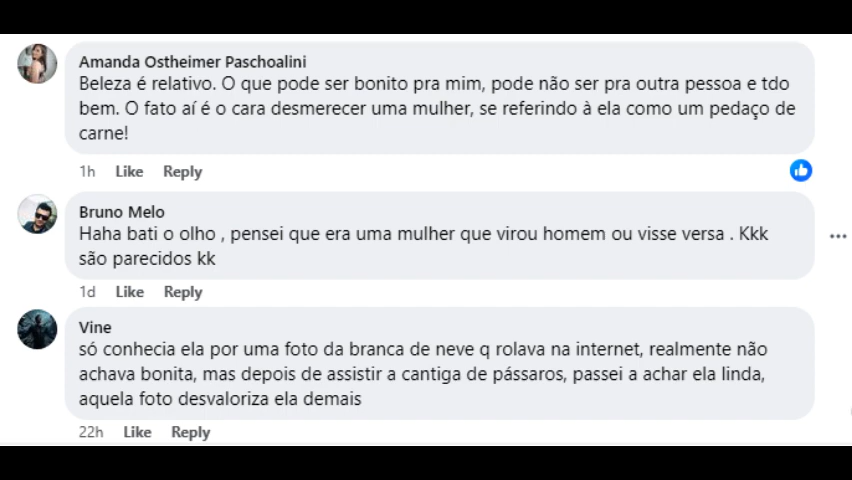 Amanda Ostheimer Paschoalini
Beleza é relativo. O que pode ser bonito pra mim, pode não ser pra outra pessoa e tdo
bem. O fato aí é o cara desmerecer uma mulher, se referindo à ela como um pedaço de
carne!
1h Like Reply
Bruno Melo
Haha bati o olho , pensei que era uma mulher que virou homem ou visse versa . Kkk
são parecidos kk
1d Like Reply
Vine
só conhecia ela por uma foto da branca de neve q rolava na internet, realmente não
achava bonita, mas depois de assistir a cantiga de pássaros, passei a achar ela linda,
aquela foto desvaloriza ela demais
22h Like Reply